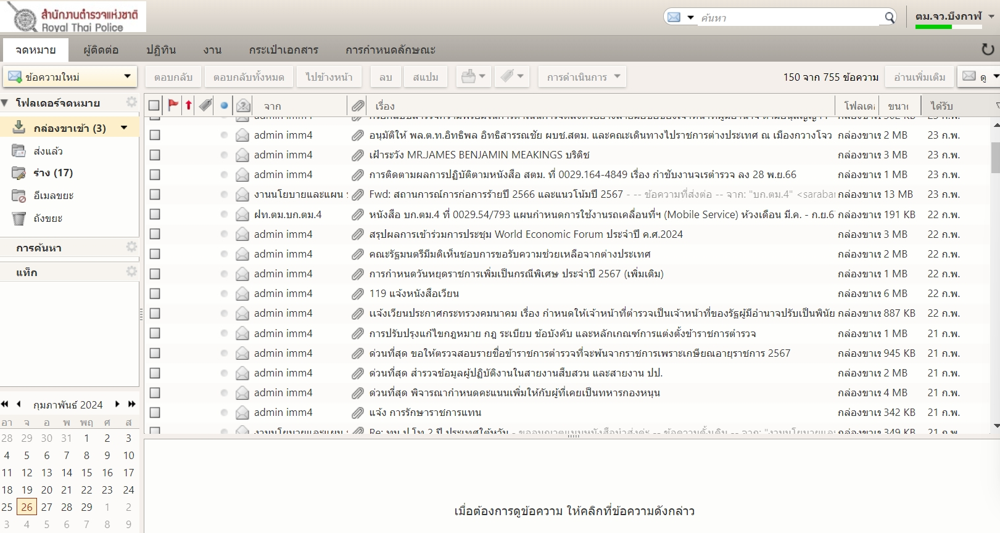 สำนักงานตำรวจแห่งชาติ
Royal Thai Police
ค้นหา
ตม.จว.บึงกาฬ
จดหมาย ผู้ติดต่อ ปฏิทิน งาน กระเป๋าเอกสาร การกำหนดลักษณะ
ข้อความใหม่ ตอบกลับ ตอบกลับทั้งหมด ไปข้างหน้า ลบ สแปม การดำเนินการ 150 จาก 755 ข้อความ อ่านเพิ่มเติม ดู
โฟลเดอร์จดหมาย
กล่องขาเข้า (3)
ส่งแล้ว
ร่าง (17)
อีเมลขยะ
ถังขยะ
การค้นหา
แท็ก
กุมภาพันธ์ 2024
อา จ อ พ พฤ ศ ส
28 29 30 31 1 2 3
4 5 6 7 8 9 10
11 12 13 14 15 16 17
18 19 20 21 22 23 24
25 26 27 28 29 1 2
3 4 5 6 7 8 9
จาก เรื่อง โฟลเด ขนา ได้รับ
admin imm4 23 ก.พ.
admin imm4 อนุมัติให้ พล.ต.ท.อิทธิพล อิทธิสารรณชัย ผบช.สตม. และคณะเดินทางไปราชการต่างประเทศ ณ เมืองกวางโจว กล่องขาเข 2 MB 23 ก.พ.
admin imm4 เฝ้าระวัง MR.JAMES BENJAMIN MEAKINGS บริติช กล่องขาเข 3 MB 23 ก.พ.
admin imm4 การติดตามผลการปฏิบัติตามหนังสือ สตม. ที่ 0029.164-4849 เรื่อง กำชับงานจเรตำรวจ ลง 28 พ.ย.66 กล่องขาเข 1 MB 23 ก.พ.
งานนโยบายและแผน Fwd: สถานการณ์การก่อการร้ายปี 2566 และแนวโน้มปี 2567 - -- ข้อความที่ส่งต่อ -- จาก: "บก.ตม.4" <saraban กล่องขาเข 13 MB 23 ก.พ.
ฝท.ตม.บก.ตม.4 หนังสือ บก.ตม.4 ที่ 0029.54/793 แผนกำหนดการใช้งานรถเคลื่อนที่ฯ (Mobile Service) ห้วงเดือน มี.ค. - ก.ย.6 กล่องขาเข 191 KB 22 ก.พ.
admin imm4 สรุปผลการเข้าร่วมการประชุม World Economic Forum ประจำปี ค.ศ.2024 กล่องขาเข 3 MB 22 ก.พ.
admin imm4 คณะรัฐมนตรีมีมติเห็นชอบการขอรับความช่วยเหลือจากต่างประเทศ กล่องขาเข 2 MB 22 ก.พ.
admin imm4 การกำหนดวันหยุดราชการเพิ่มเป็นกรณีพิเศษ ประจำปี 2567 (เพิ่มเติม) กล่องขาเข 1 MB 22 ก.พ.
admin imm4 119 แจ้งหนังสือเวียน กล่องขาเข 6 MB 22 ก.พ.
admin imm4 แจ้งเวียนประกาศกระทรวงคมนาคม เรื่อง กำหนดให้เจ้าหน้าที่ตำรวจเป็นเจ้าหน้าที่ของรัฐผู้มีอำนาจปรับเป็นพินัย กล่องขาเข 887 KB 22 ก.พ.
admin imm4 การปรับปรุงแก้ไขกฎหมาย กฎ ระเบียบ ข้อบังคับ และหลักเกณฑ์การแต่งตั้งข้าราชการตำรวจ กล่องขาเข 1 MB 21 ก.พ.
admin imm4 ด่วนที่สุด ขอให้ตรวจสอบรายชื่อข้าราชการตำรวจที่จะพ้นจากราชการเพราะเกษียณอายุราชการ 2567 กล่องขาเข 945 KB 21 ก.พ.
admin imm4 ด่วนที่สุด สำรวจข้อมูลผู้ปฏิบัติงานในสายงานสืบสวน และสายงาน ปป. กล่องขาเข 2 MB 21 ก.พ.
admin imm4 ด่วนที่สุด พิจารณากำหนดคะแนนเพิ่มให้กับผู้ที่เคยเป็นทหารกองหนุน กล่องขาเข 4 MB 21 ก.พ.
admin imm4 แจ้ง การรักษาราชการแทน กล่องขาเข 342 KB 21 ก.พ.
งานนโยบายและแผน Re: ทุน ป.โท 2 ปี ประเทศไต้หวัน กล่องขาเข 349 KB 21 ก.พ.
เมื่อต้องการดูข้อความ ให้คลิกที่ข้อความดังกล่าว